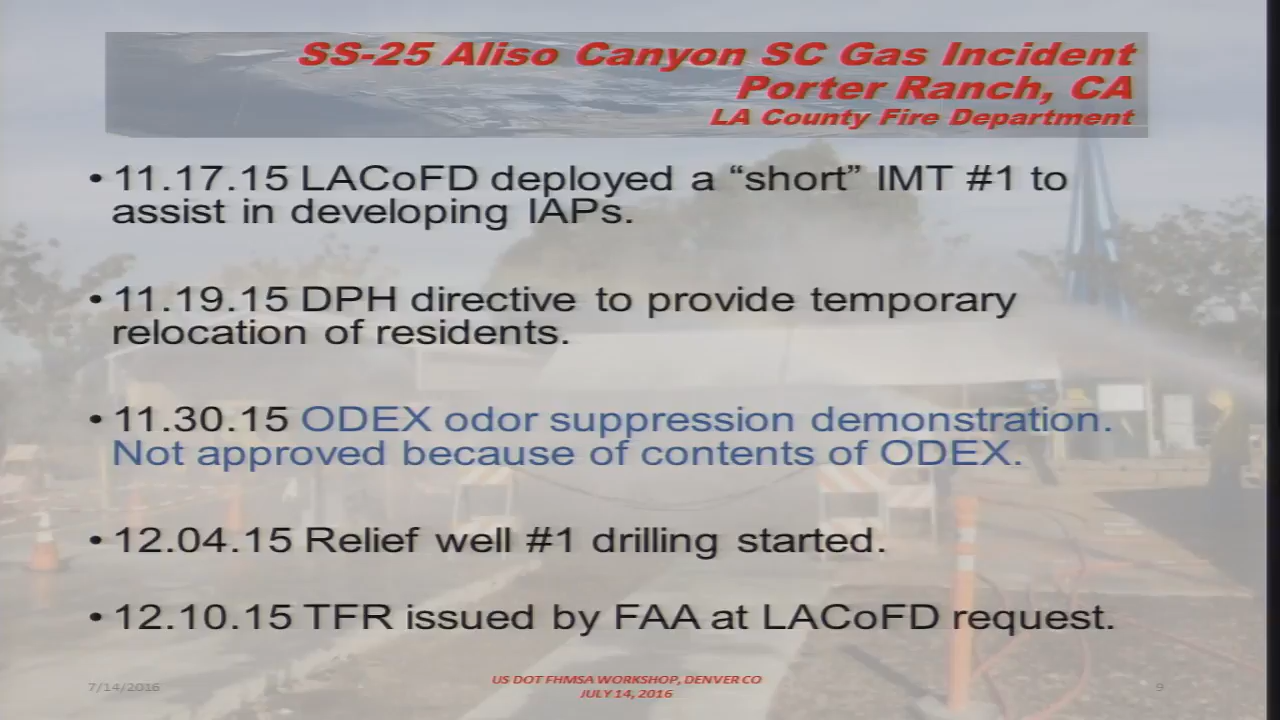 SS-25 Aliso Canyon SC Gas Incident
Porter Ranch, CA
LA County Fire Department
• 11.17.15 LACoFD deployed a “short” IMT #1 to
assist in developing IAPs.
• 11.19.15 DPH directive to provide temporary
relocation of residents.
• 11.30.15 ODEX odor suppression demonstration.
Not approved because of contents of ODEX.
• 12.04.15 Relief well #1 drilling started.
• 12.10.15 TFR issued by FAA at LACoFD request.
7/14/2016
US DOT FHMSA WORKSHOP, DENVER CO
JULY 14, 2016
9